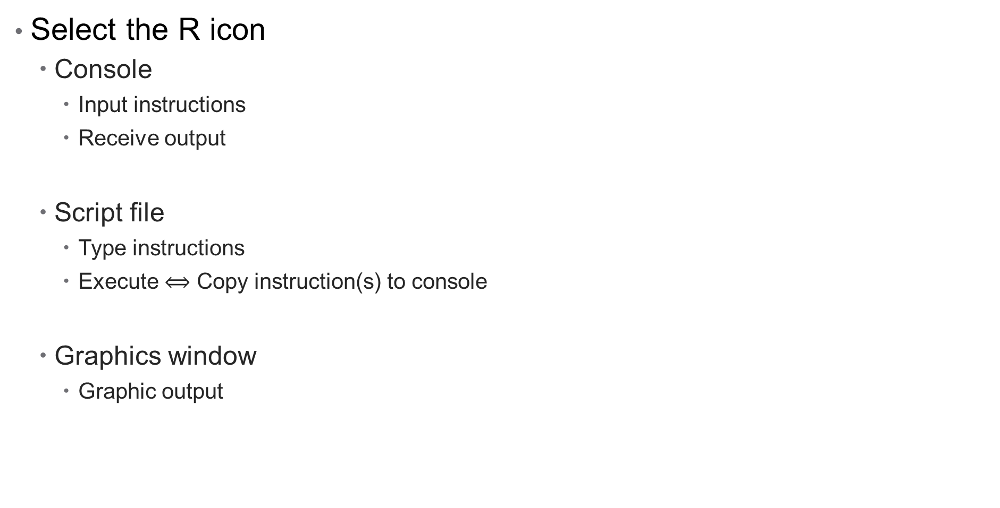 • Select the R icon
• Console
• Input instructions
• Receive output
• Script file
• Type instructions
• Execute ⟺ Copy instruction(s) to console
• Graphics window
• Graphic output